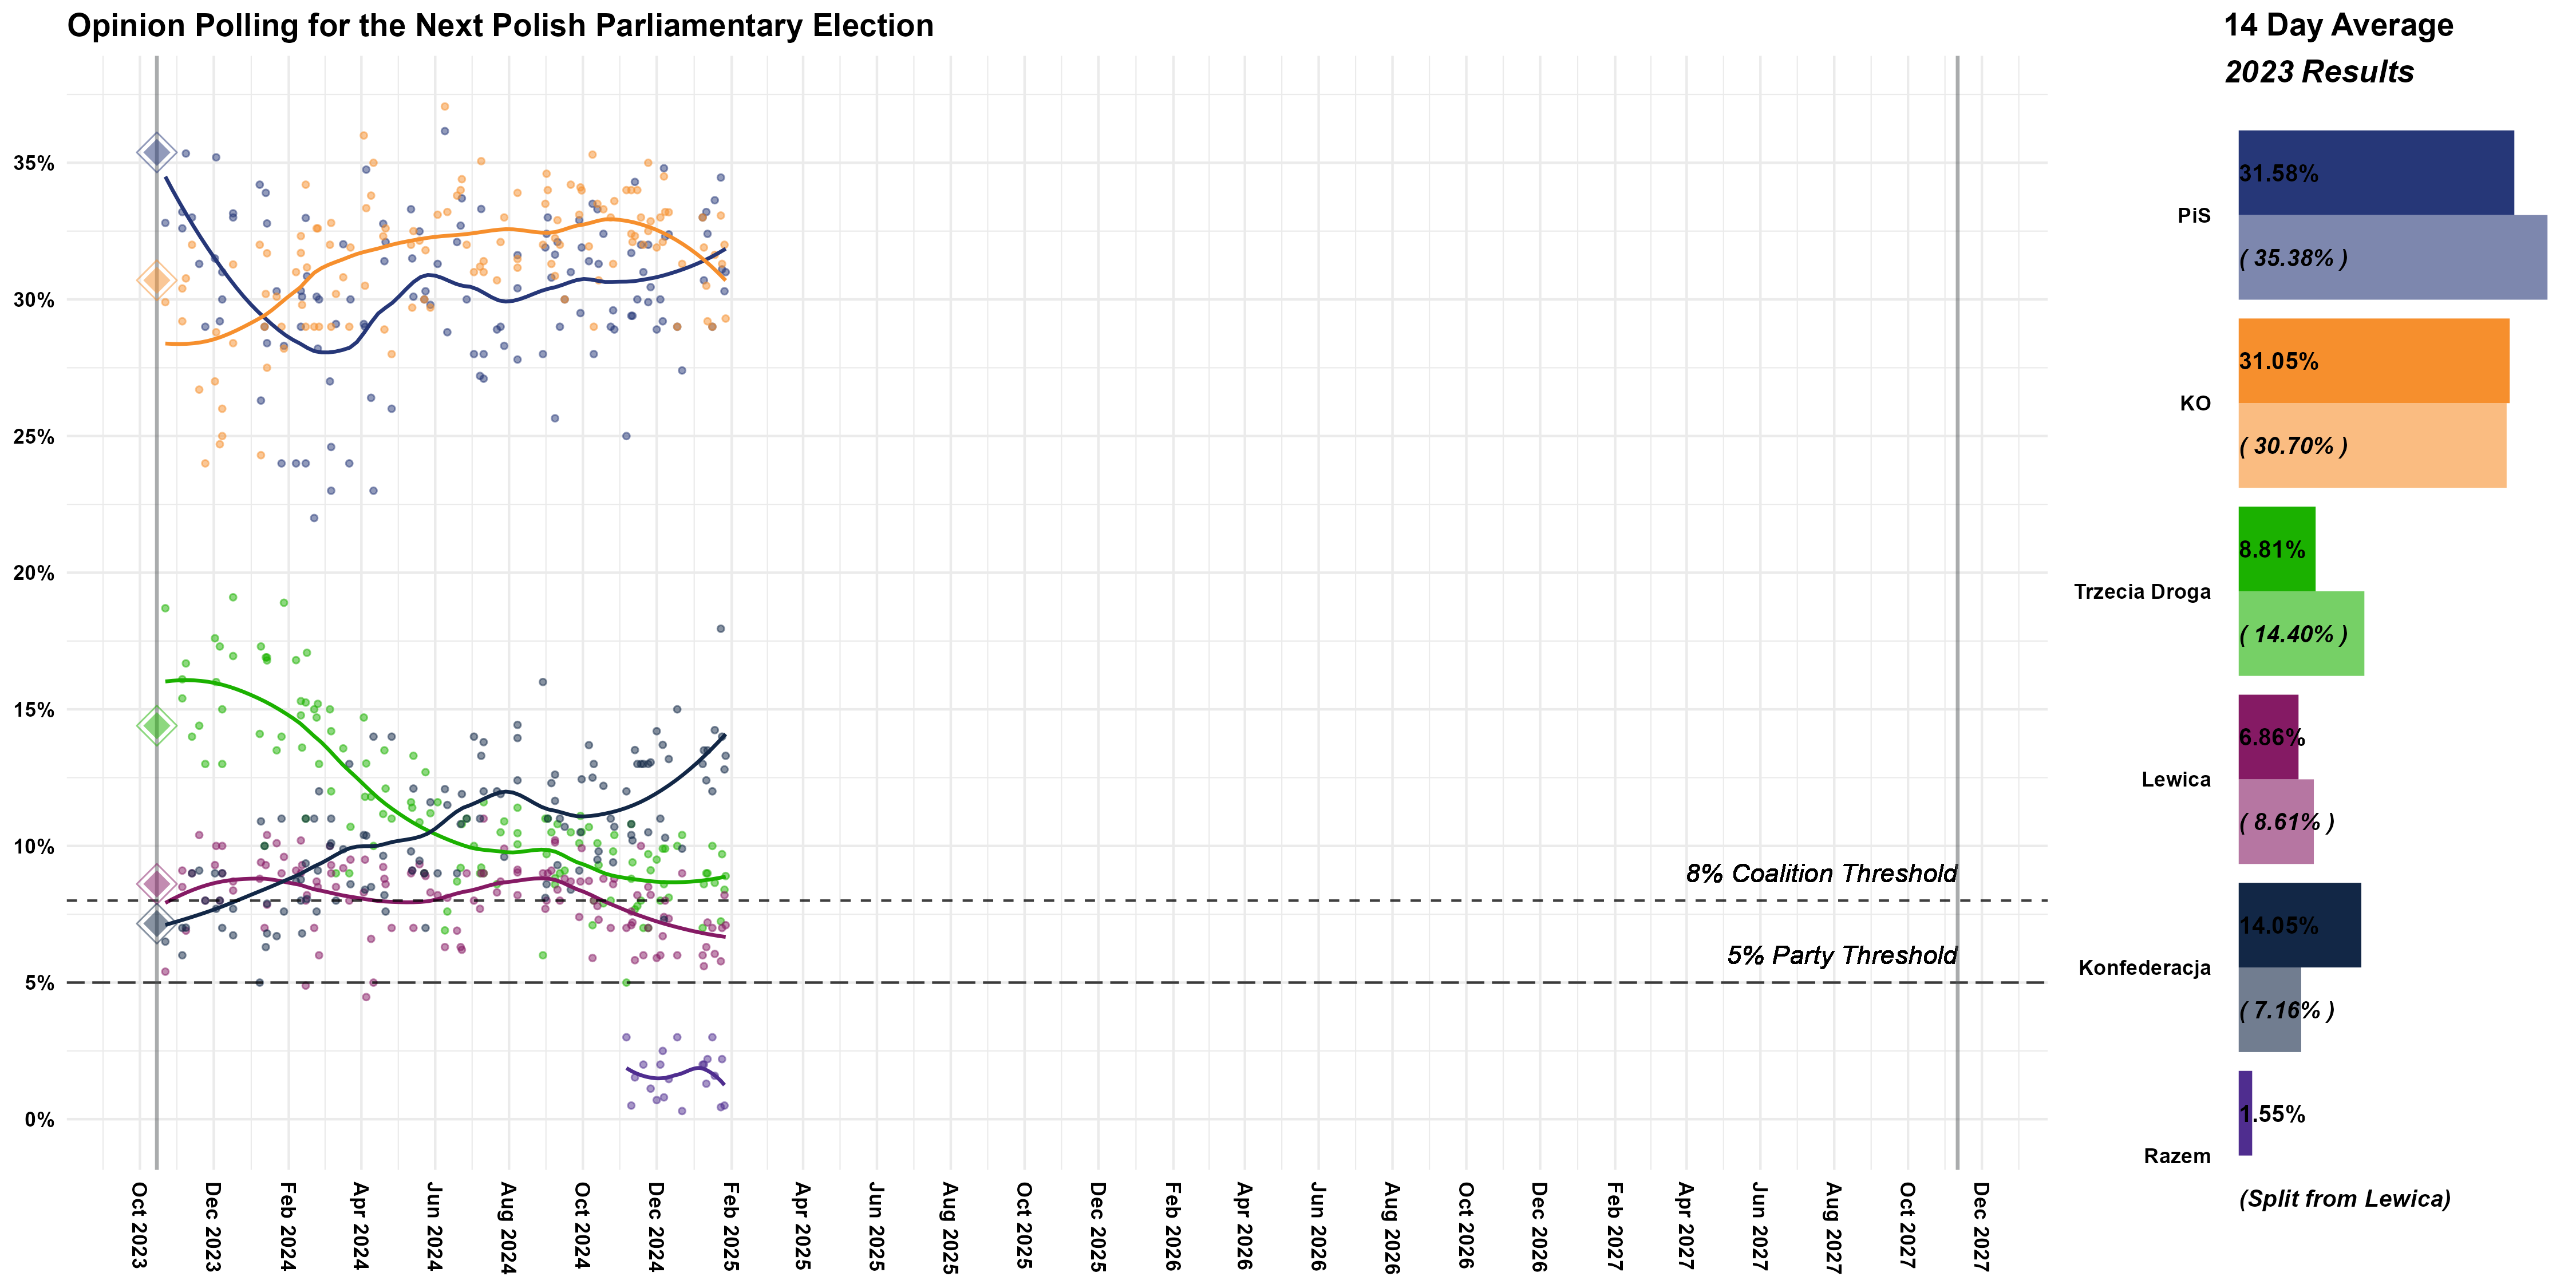 Opinion Polling for the Next Polish Parliamentary Election
14 Day Average
2023 Results
35%
30%
25%
20%
15%
10%
5%
0%
8% Coalition Threshold
5% Party Threshold
Oct 2023
Dec 2023
Feb 2024
Apr 2024
Jun 2024
Aug 2024
Oct 2024
Dec 2024
Feb 2025
Apr 2025
Jun 2025
Aug 2025
Oct 2025
Dec 2025
Feb 2026
Apr 2026
Jun 2026
Aug 2026
Oct 2026
Dec 2026
Feb 2027
Apr 2027
Jun 2027
Aug 2027
Oct 2027
Dec 2027
PiS
31.58%
( 35.38% )
KO
31.05%
( 30.70% )
Trzecia Droga
8.81%
( 14.40% )
Lewica
6.86%
( 8.61% )
Konfederacja
14.05%
( 7.16% )
Razem
1.55%
(Split from Lewica)